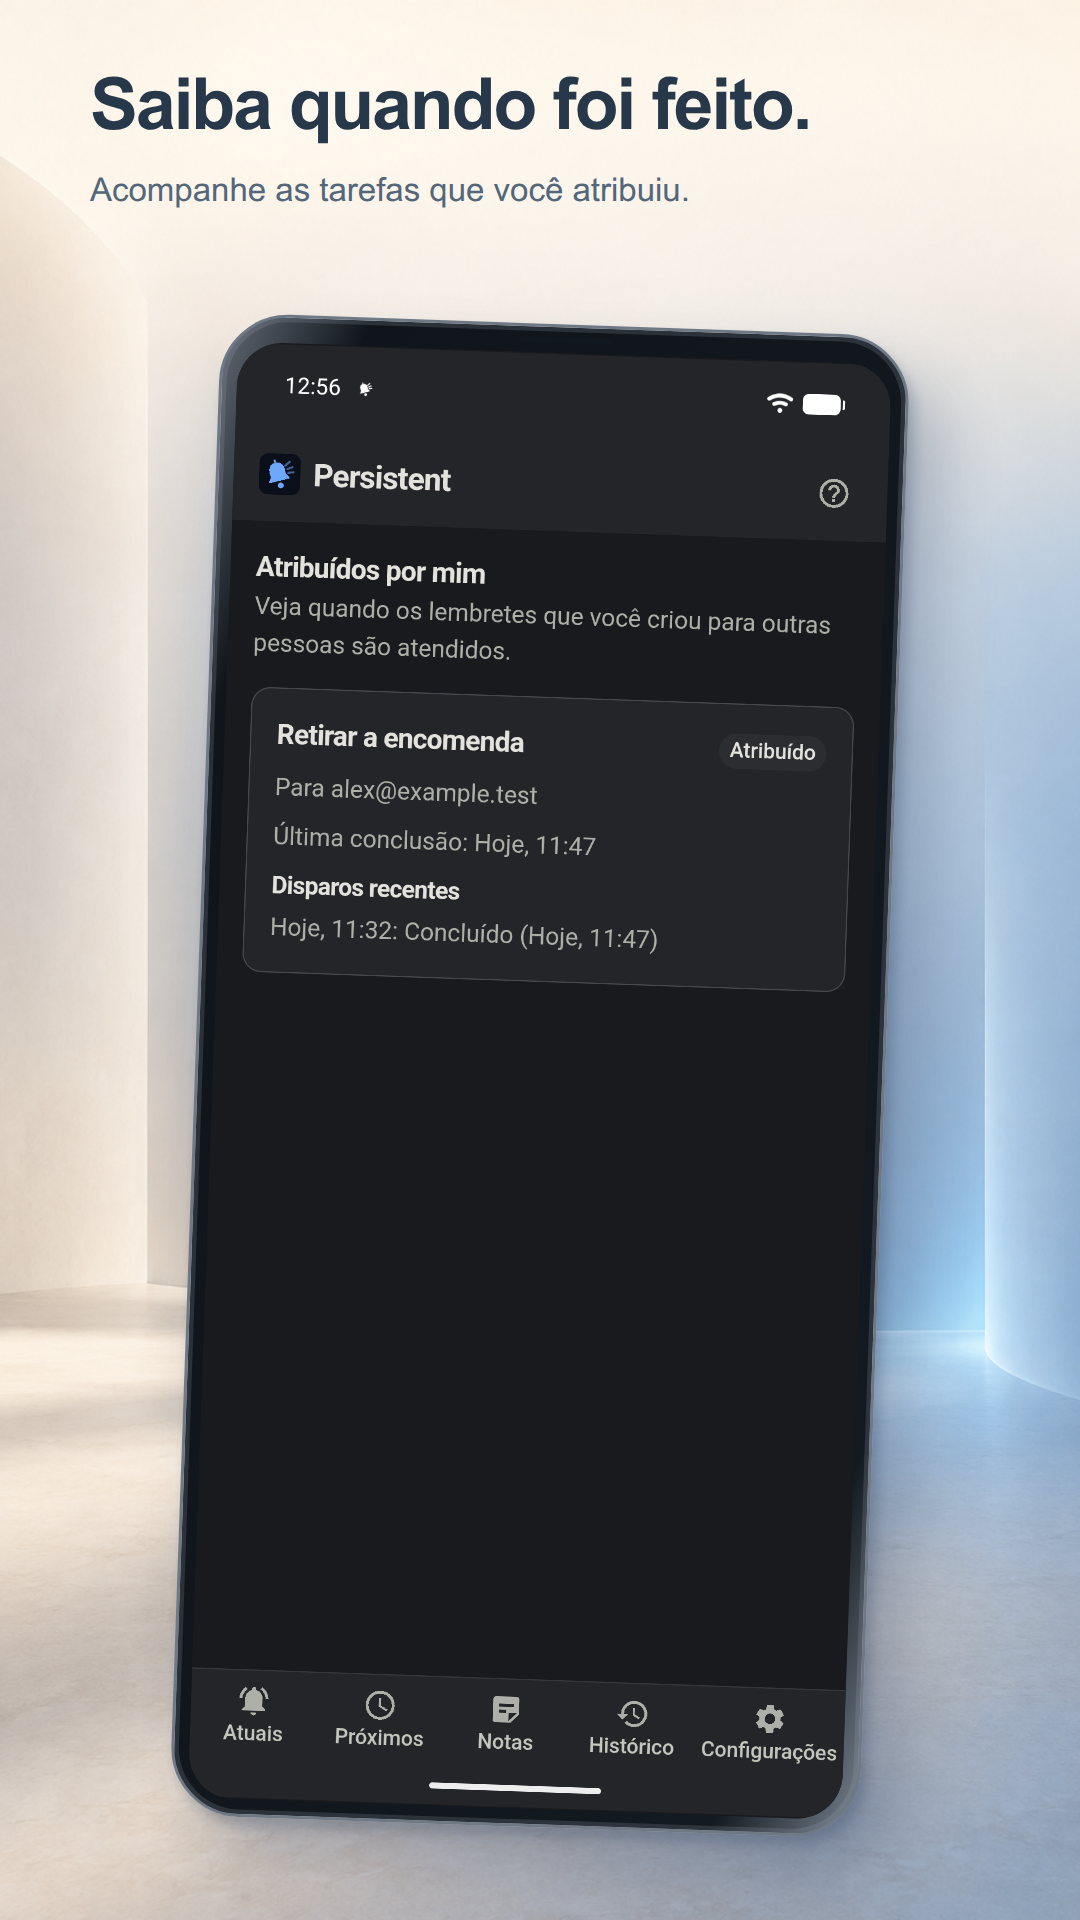 Saiba quando foi feito.
Acompanhe as tarefas que você atribuiu.
12:56
Persistent
Atribuídos por mim
Veja quando os lembretes que você criou para outras
pessoas são atendidos.
Retirar a encomenda
Atribuído
Para alex@example.test
Última conclusão: Hoje, 11:47
Disparos recentes
Hoje, 11:32: Concluído (Hoje, 11:47)
Atuais
Próximos
Notas
Histórico
Configurações